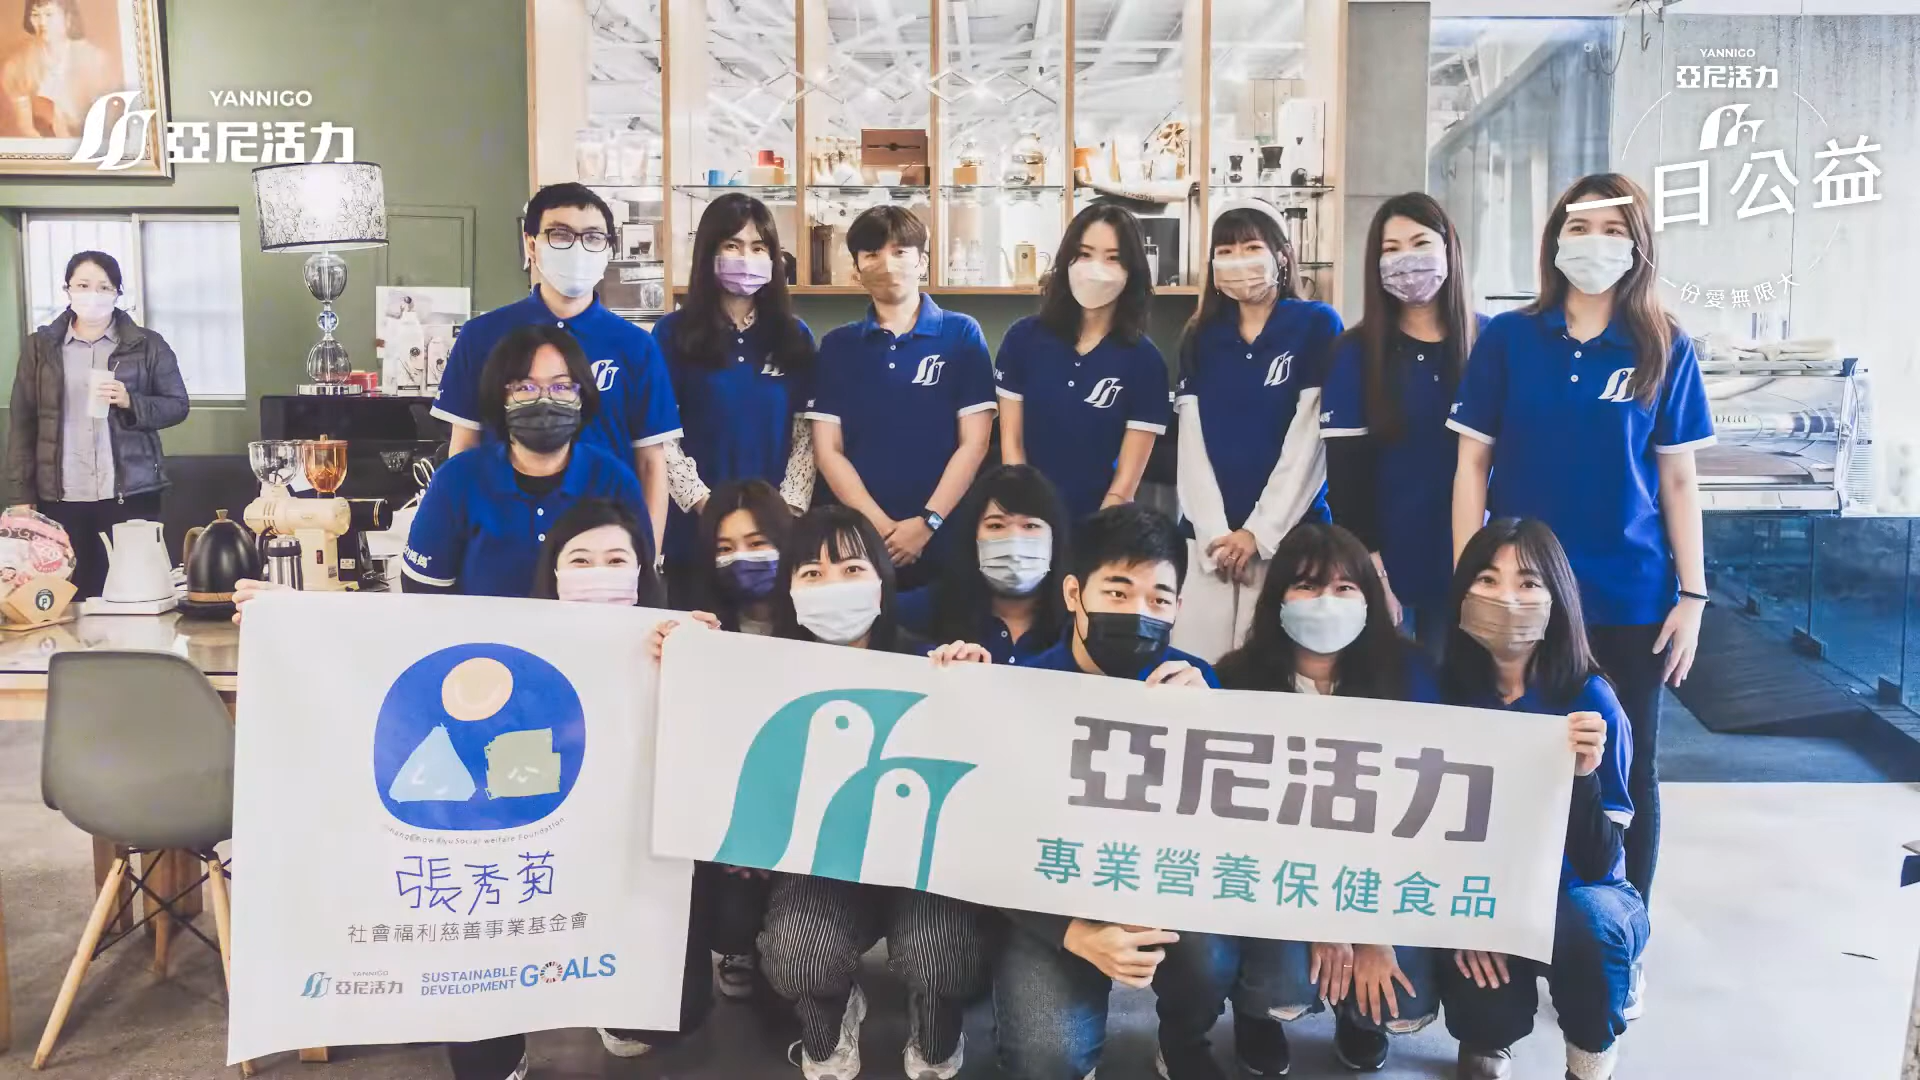 YANNIGO
亞尼活力
YANNIGO
亞尼活力
一日公益
一份愛無限大
張秀菊
社會福利慈善事業基金會
YANNIGO
亞尼活力
SUSTAINABLE
DEVELOPMENT
GOALS
亞尼活力
專業營養保健食品